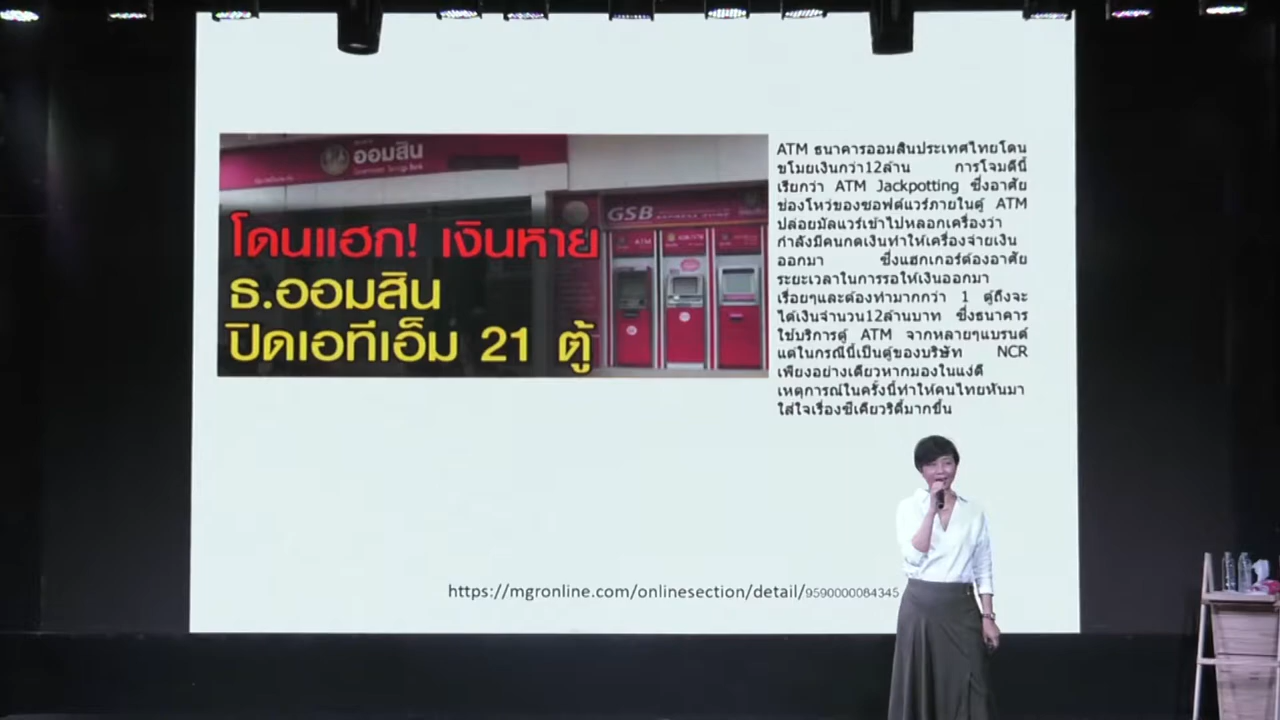 ออมสิน
Government Savings Bank
GSB
โดนแฮก! เงินหาย
ธ.ออมสิน
ปิดเอทีเอ็ม 21 ตู้
ATM ธนาคารออมสินประเทศไทยโดน
ขโมยเงินกว่า12ล้าน การโจมตีนี้
เรียกว่า ATM Jackpotting ซึ่งอาศัย
ช่องโหว่ของซอฟต์แวร์ภายในตู้ ATM
ปล่อยมัลแวร์เข้าไปหลอกเครื่องว่า
กำลังมีคนกดเงินทำให้เครื่องจ่ายเงิน
ออกมา ซึ่งแฮกเกอร์ต้องอาศัย
ระยะเวลาในการรอให้เงินออกมา
เรื่อยๆและต้องทำมากกว่า 1 ตู้ถึงจะ
ได้เงินจำนวน12ล้านบาท ซึ่งธนาคาร
ใช้บริการตู้ ATM จากหลายๆแบรนด์
แต่ในกรณีนี้เป็นตู้ของบริษัท NCR
เพียงอย่างเดียวหากมองในแง่ดี
เหตุการณ์ในครั้งนี้ทำให้คนไทยหันมา
ใส่ใจเรื่องซีเคียวริตี้มากขึ้น
https://mgronline.com/onlinesection/detail/9590000084345